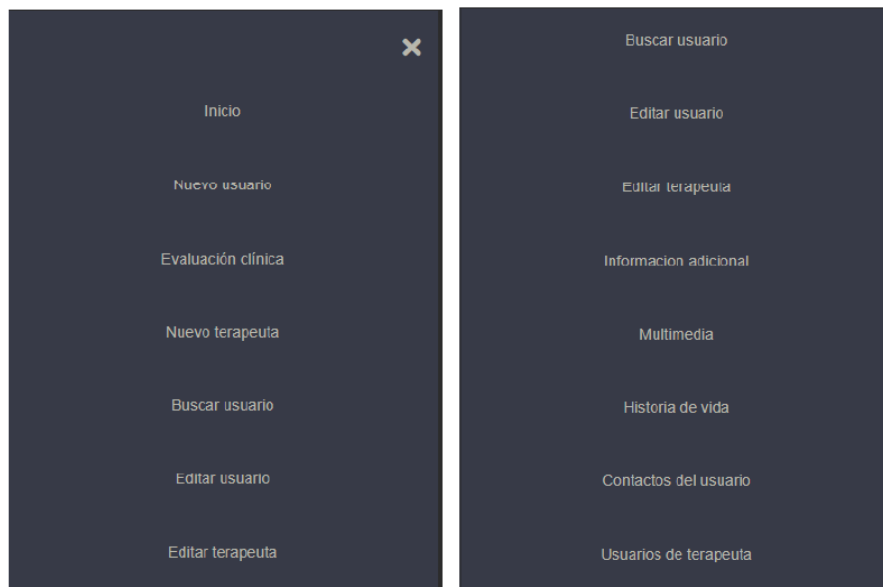 Inicio
Nuevo usuario
Evaluación clínica
Nuevo terapeuta
Buscar usuario
Editar usuario
Editar terapeuta
Buscar usuario
Editar usuario
Editar terapeuta
Informacion adicional
Multimedia
Historia de vida
Contactos del usuario
Usuarios de terapeuta